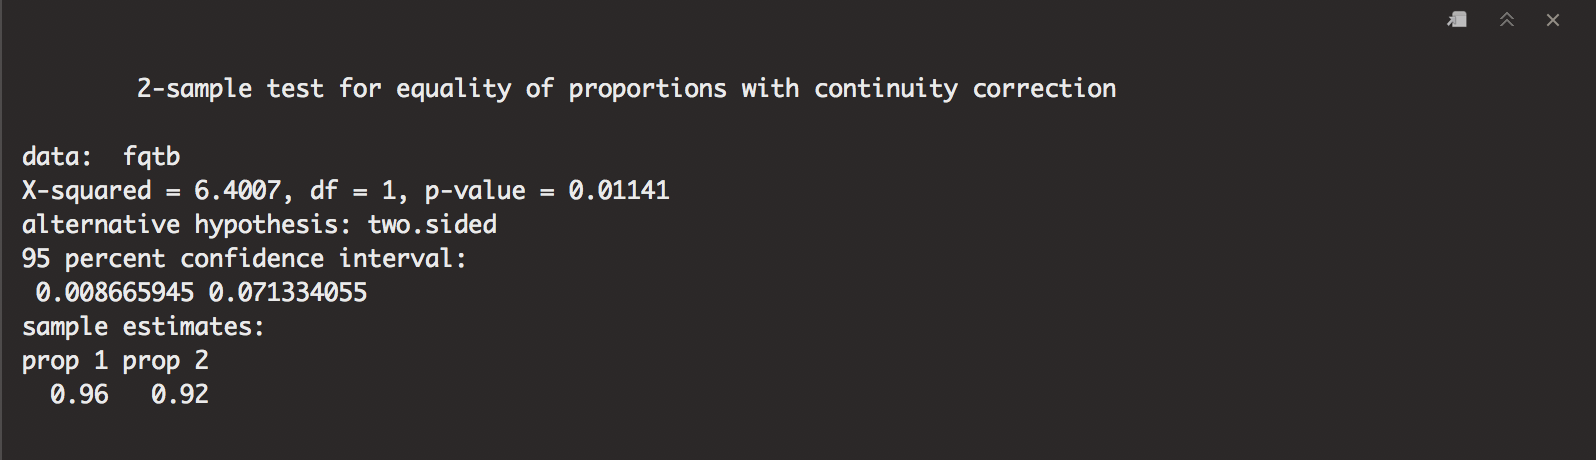 2-sample test for equality of proportions with continuity correction
data:  fqtb
X-squared = 6.4007, df = 1, p-value = 0.01141
alternative hypothesis: two.sided
95 percent confidence interval:
 0.008665945 0.071334055
sample estimates:
prop 1 prop 2
  0.96   0.92